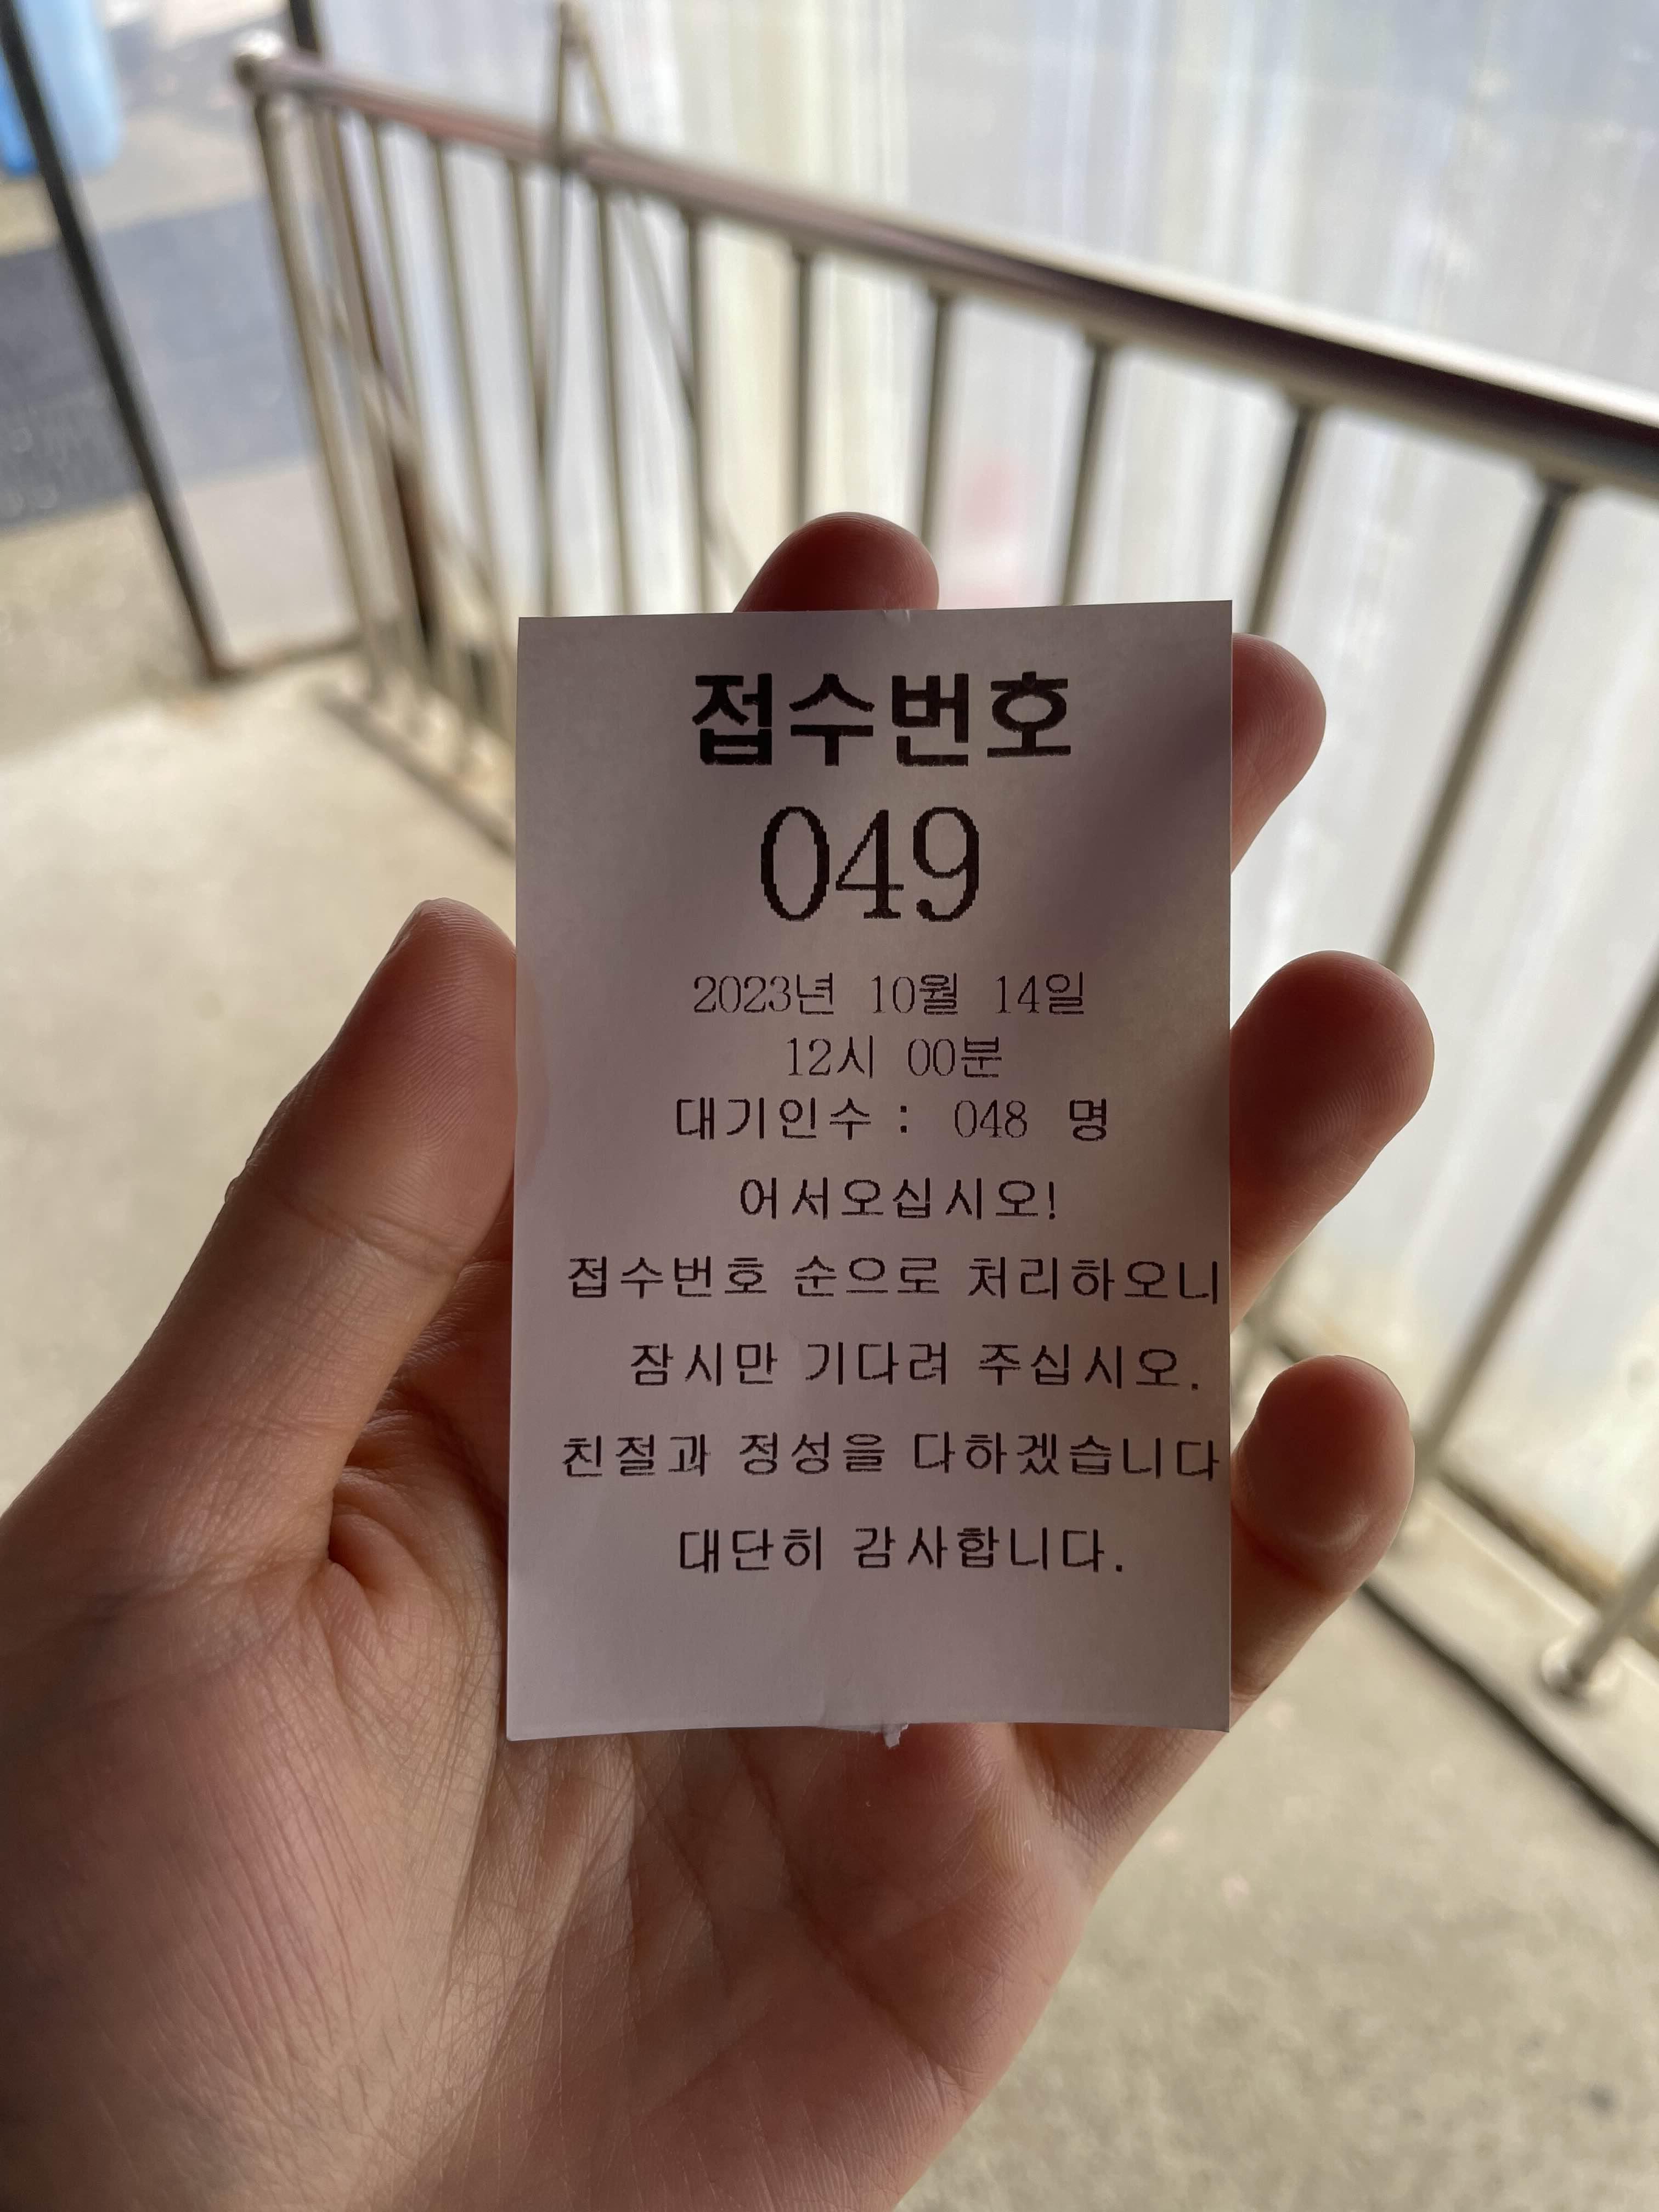 접수번호
049
2023년 10월 14일
12시 00분
대기인수 : 048 명
어서오십시오!
접수번호 순으로 처리하오니
잠시만 기다려 주십시오.
친절과 정성을 다하겠습니다
대단히 감사합니다.